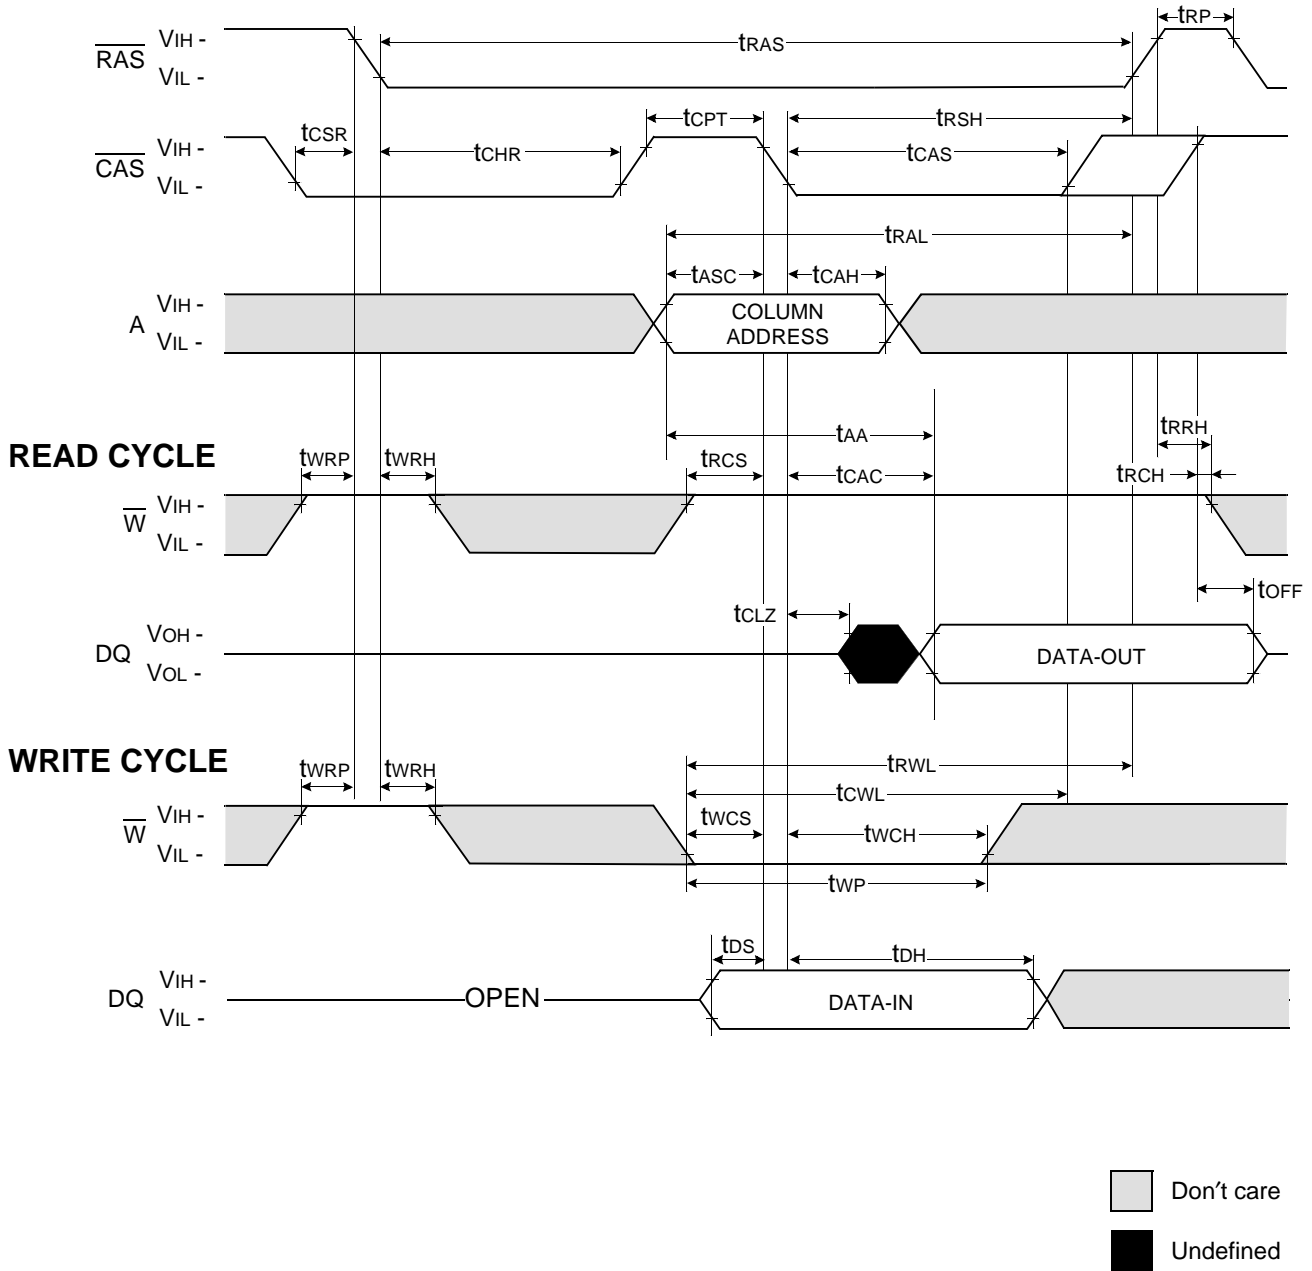 tRP
RAS VIH - tRAS
VIL -
tCPT tRSH
tCSR
CAS VIH - tCHR tCAS
VIL -
tRAL
tASC tCAH
A VIH - COLUMN
VIL - ADDRESS
tAA tRRH
READ CYCLE
tWRP tWRH tRCS tCAC tRCH
W VIH -
VIL -
tOFF
tCLZ
DQ VOH - DATA-OUT
VOL -
WRITE CYCLE
tWRP tWRH tRWL
tCWL
W VIH - tWCS tWCH
VIL -
tWP
tDS tDH
DQ VIH - OPEN DATA-IN
VIL -
Don′t care
Undefined